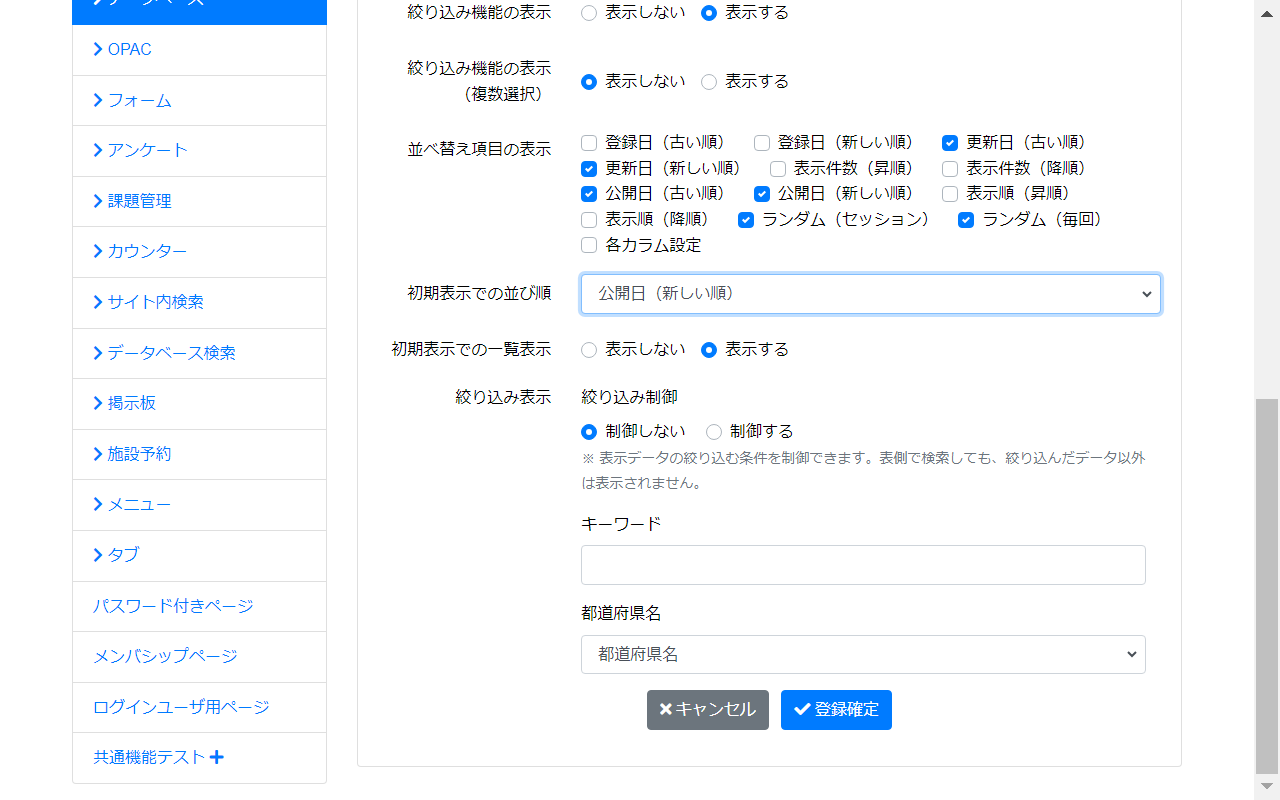 データベース
OPAC
フォーム
アンケート
課題管理
カウンター
サイト内検索
データベース検索
掲示板
施設予約
メニュー
タブ
パスワード付きページ
メンバシップページ
ログインユーザ用ページ
共通機能テスト
絞り込み機能の表示 表示しない 表示する
絞り込み機能の表示
（複数選択） 表示しない 表示する
並べ替え項目の表示 登録日（古い順） 登録日（新しい順） 更新日（古い順）
更新日（新しい順） 表示件数（昇順） 表示件数（降順）
公開日（古い順） 公開日（新しい順） 表示順（昇順）
表示順（降順） ランダム（セッション） ランダム（毎回）
各カラム設定
初期表示での並び順 公開日（新しい順）
初期表示での一覧表示 表示しない 表示する
絞り込み表示 絞り込み制御
制御しない 制御する
※ 表示データの絞り込む条件を制御できます。表側で検索しても、絞り込んだデータ以外
は表示されません。
キーワード
都道府県名
都道府県名
キャンセル 登録確定